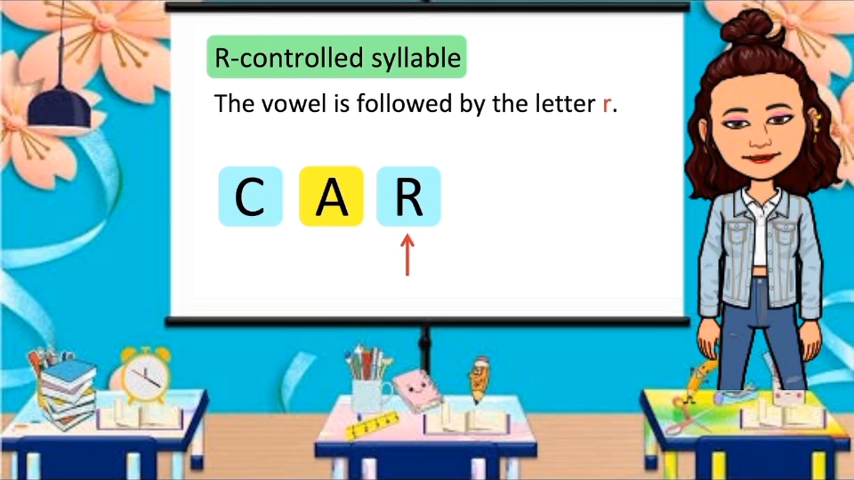 R-controlled syllable
The vowel is followed by the letter r.
C A R